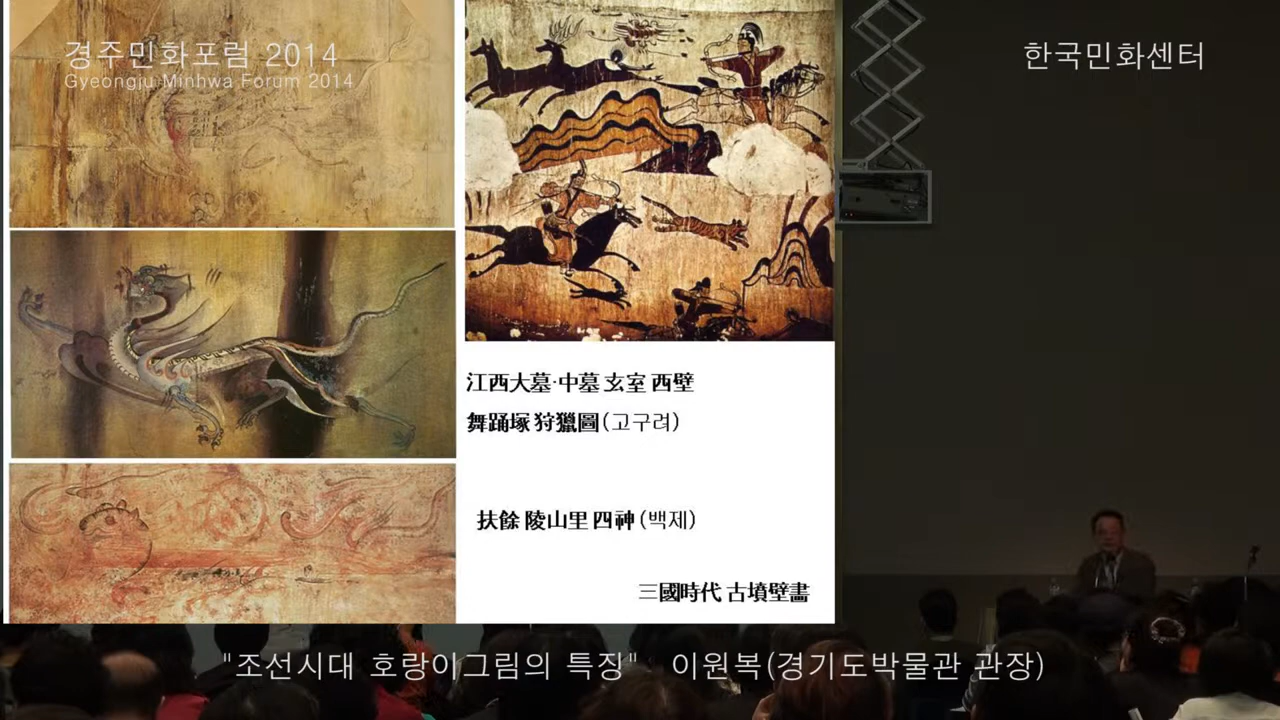 경주민화포럼 2014
Gyeongju Minhwa Forum 2014
한국민화센터
江西大墓·中墓 玄室 西壁
舞踊塚 狩獵圖(고구려)
扶餘 陵山里 四神(백제)
三國時代 古墳壁畵
"조선시대 호랑이그림의 특징" 이원복(경기도박물관 관장)